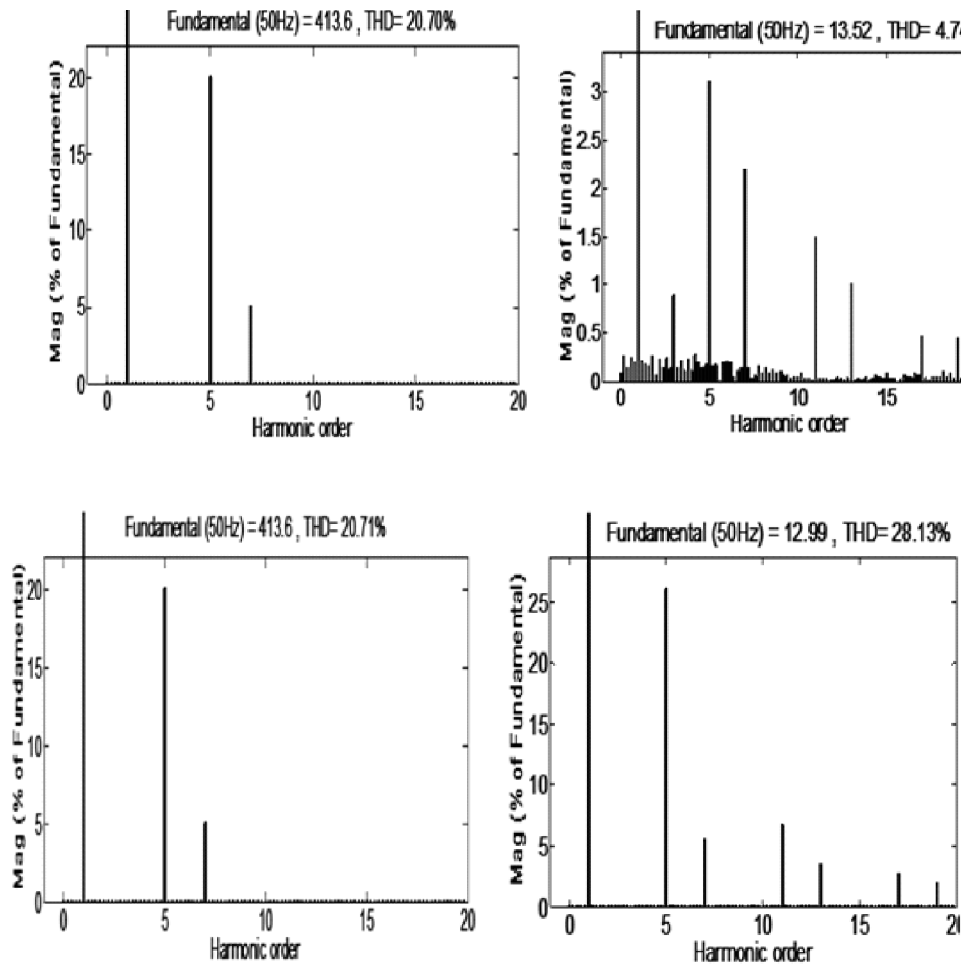 Fundamental (50Hz) = 413.6 , THD= 20.70%
Mag (% of Fundamental)
20
15
10
5
0
0 5 10 15 20
Harmonic order
Fundamental (50Hz) = 13.52 , THD= 4.74
Mag (% of Fundamental)
3
2.5
2
1.5
1
0.5
0
0 5 10 15
Harmonic order
Fundamental (50Hz) = 413.6 , THD= 20.71%
Mag (% of Fundamental)
20
15
10
5
0
0 5 10 15 20
Harmonic order
Fundamental (50Hz) = 12.99 , THD= 28.13%
Mag (% of Fundamental)
25
20
15
10
5
0
0 5 10 15 20
Harmonic order